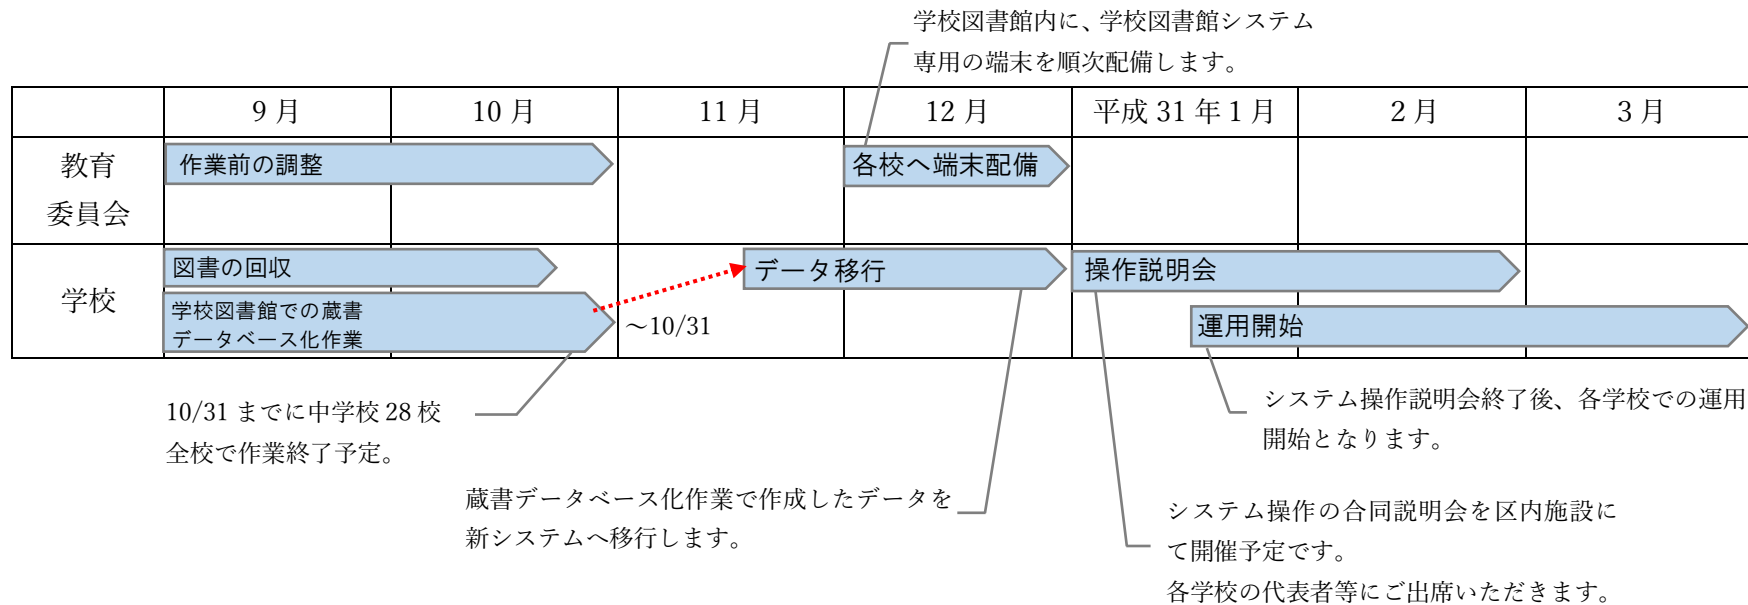 学校図書館内に、学校図書館システム
専用の端末を順次配備します。
9月 10月 11月 12月 平成31年1月 2月 3月
教育
委員会
作業前の調整
各校へ端末配備
学校
図書の回収
学校図書館での蔵書
データベース化作業
～10/31
データ移行
操作説明会
運用開始
10/31 までに中学校 28 校
全校で作業終了予定。
システム操作説明会終了後、各学校での運用
開始となります。
蔵書データベース化作業で作成したデータを
新システムへ移行します。
システム操作の合同説明会を区内施設に
て開催予定です。
各学校の代表者等にご出席いただきます。